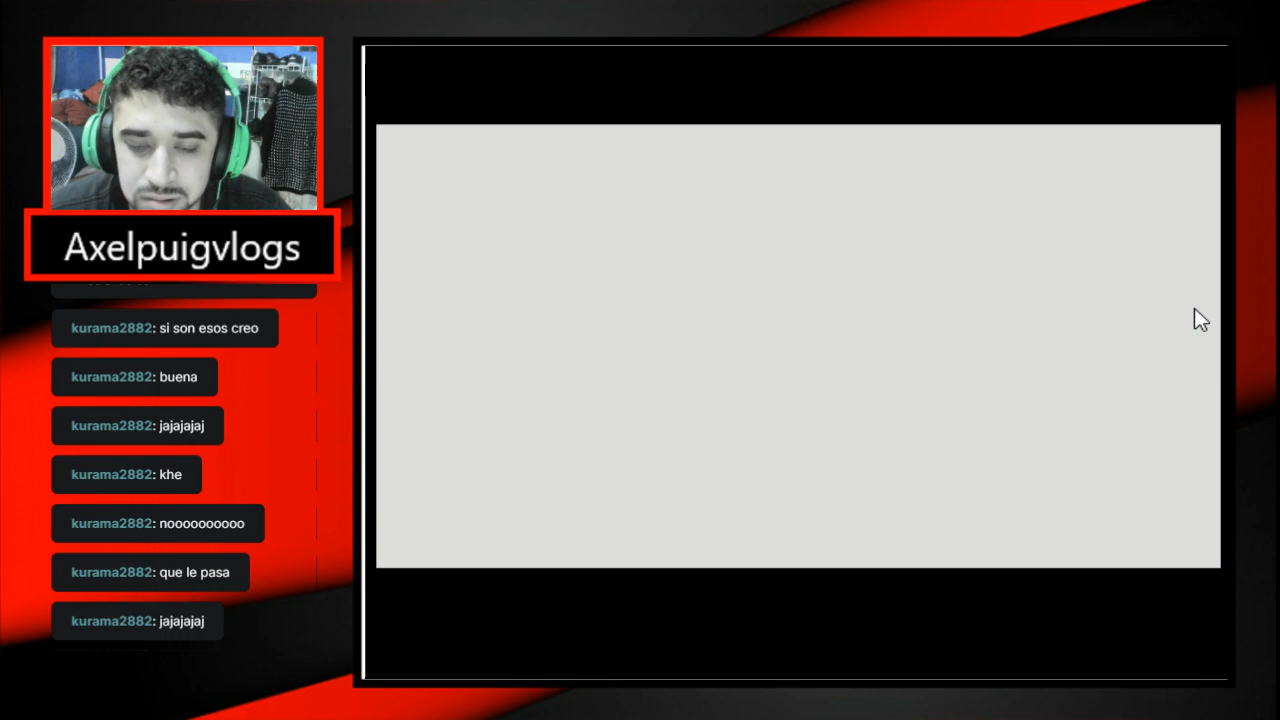 Axelpuigvlogs
kurama2882: si son esos creo
kurama2882: buena
kurama2882: jajajajaj
kurama2882: khe
kurama2882: noooooooooo
kurama2882: que le pasa
kurama2882: jajajajaj